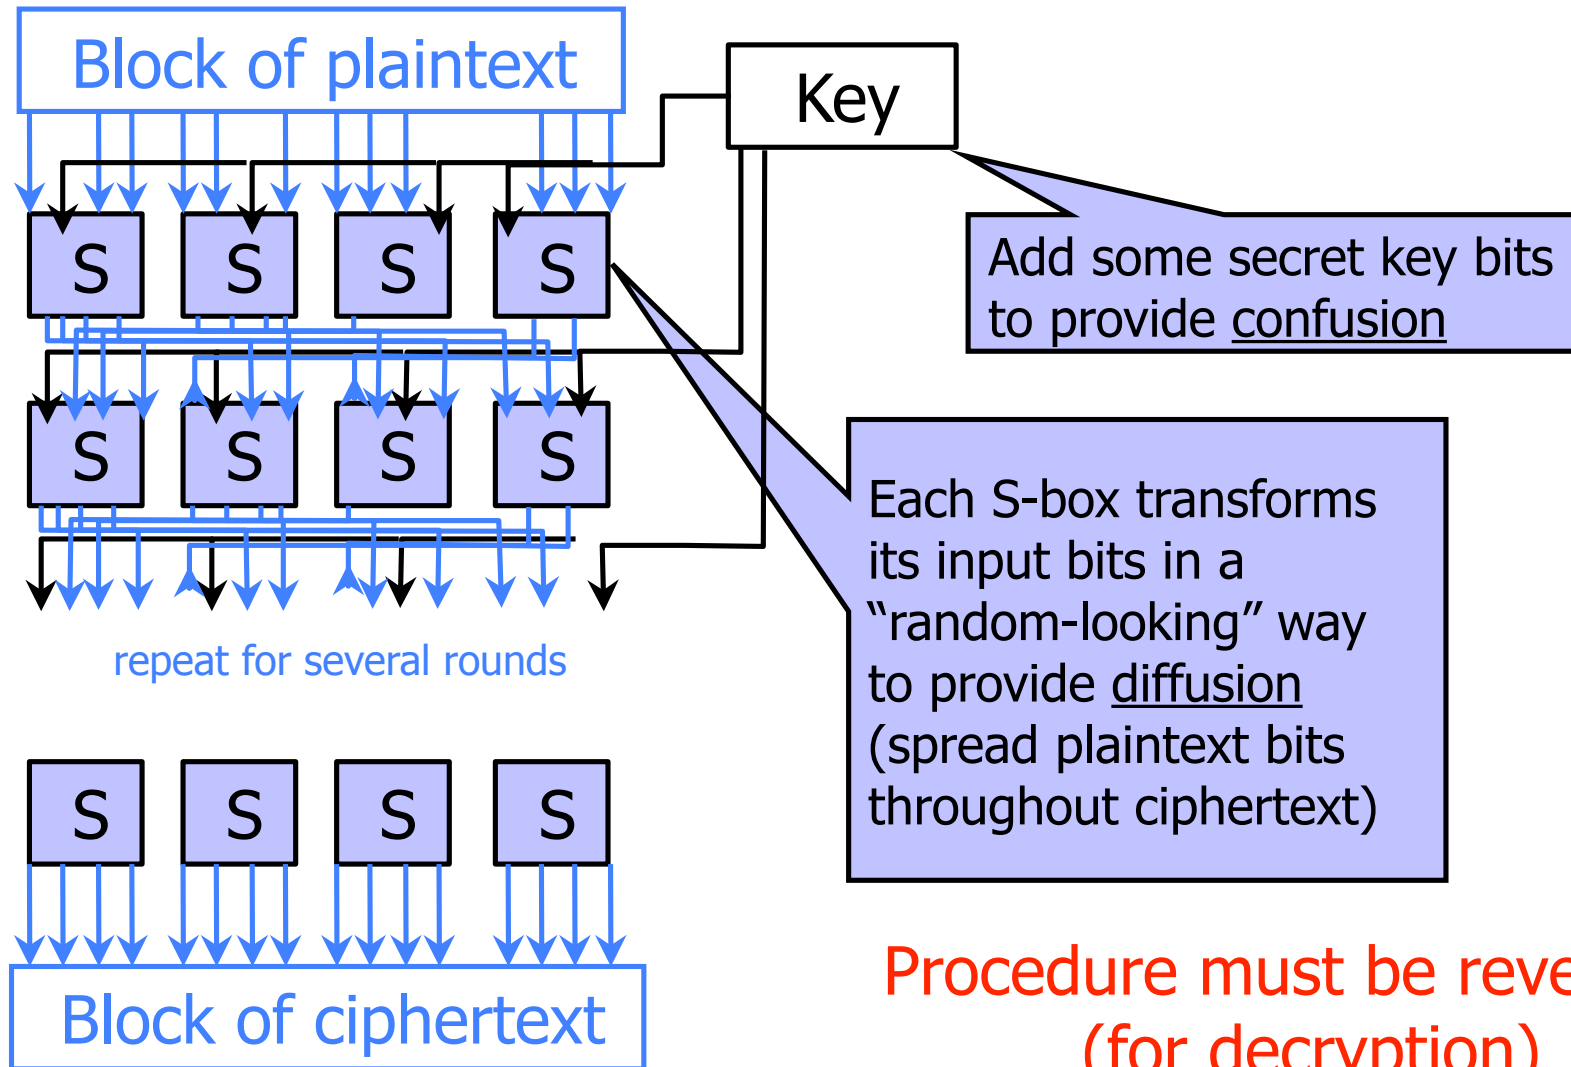 Block of plaintext
Key
Add some secret key bits
to provide confusion
S S S S
S S S S
Each S-box transforms
its input bits in a
“random-looking” way
to provide diffusion
(spread plaintext bits
throughout ciphertext)
repeat for several rounds
S S S S
Block of ciphertext
Procedure must be
(for decryption)